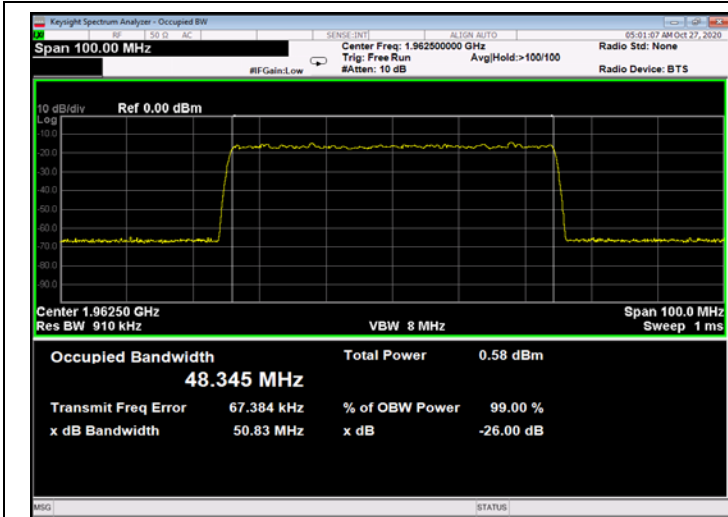 Keysight Spectrum Analyzer - Occupied BW
RF 50 Ω AC SENSE:INT ALIGN AUTO 05:01:07 AM Oct 27, 2020
Span 100.00 MHz
Center Freq: 1.962500000 GHz
Radio Std: None
Trig: Free Run Avg|Hold:>100/100
#IFGain:Low #Atten: 10 dB Radio Device: BTS
10 dB/div Ref 0.00 dBm
Log
-10.0
-20.0
-30.0
-40.0
-50.0
-60.0
-70.0
-80.0
-90.0
Center 1.96250 GHz Span 100.0 MHz
Res BW 910 kHz VBW 8 MHz Sweep 1 ms
Occupied Bandwidth Total Power 0.58 dBm
48.345 MHz
Transmit Freq Error 67.384 kHz % of OBW Power 99.00 %
x dB Bandwidth 50.83 MHz x dB -26.00 dB
MSG STATUS